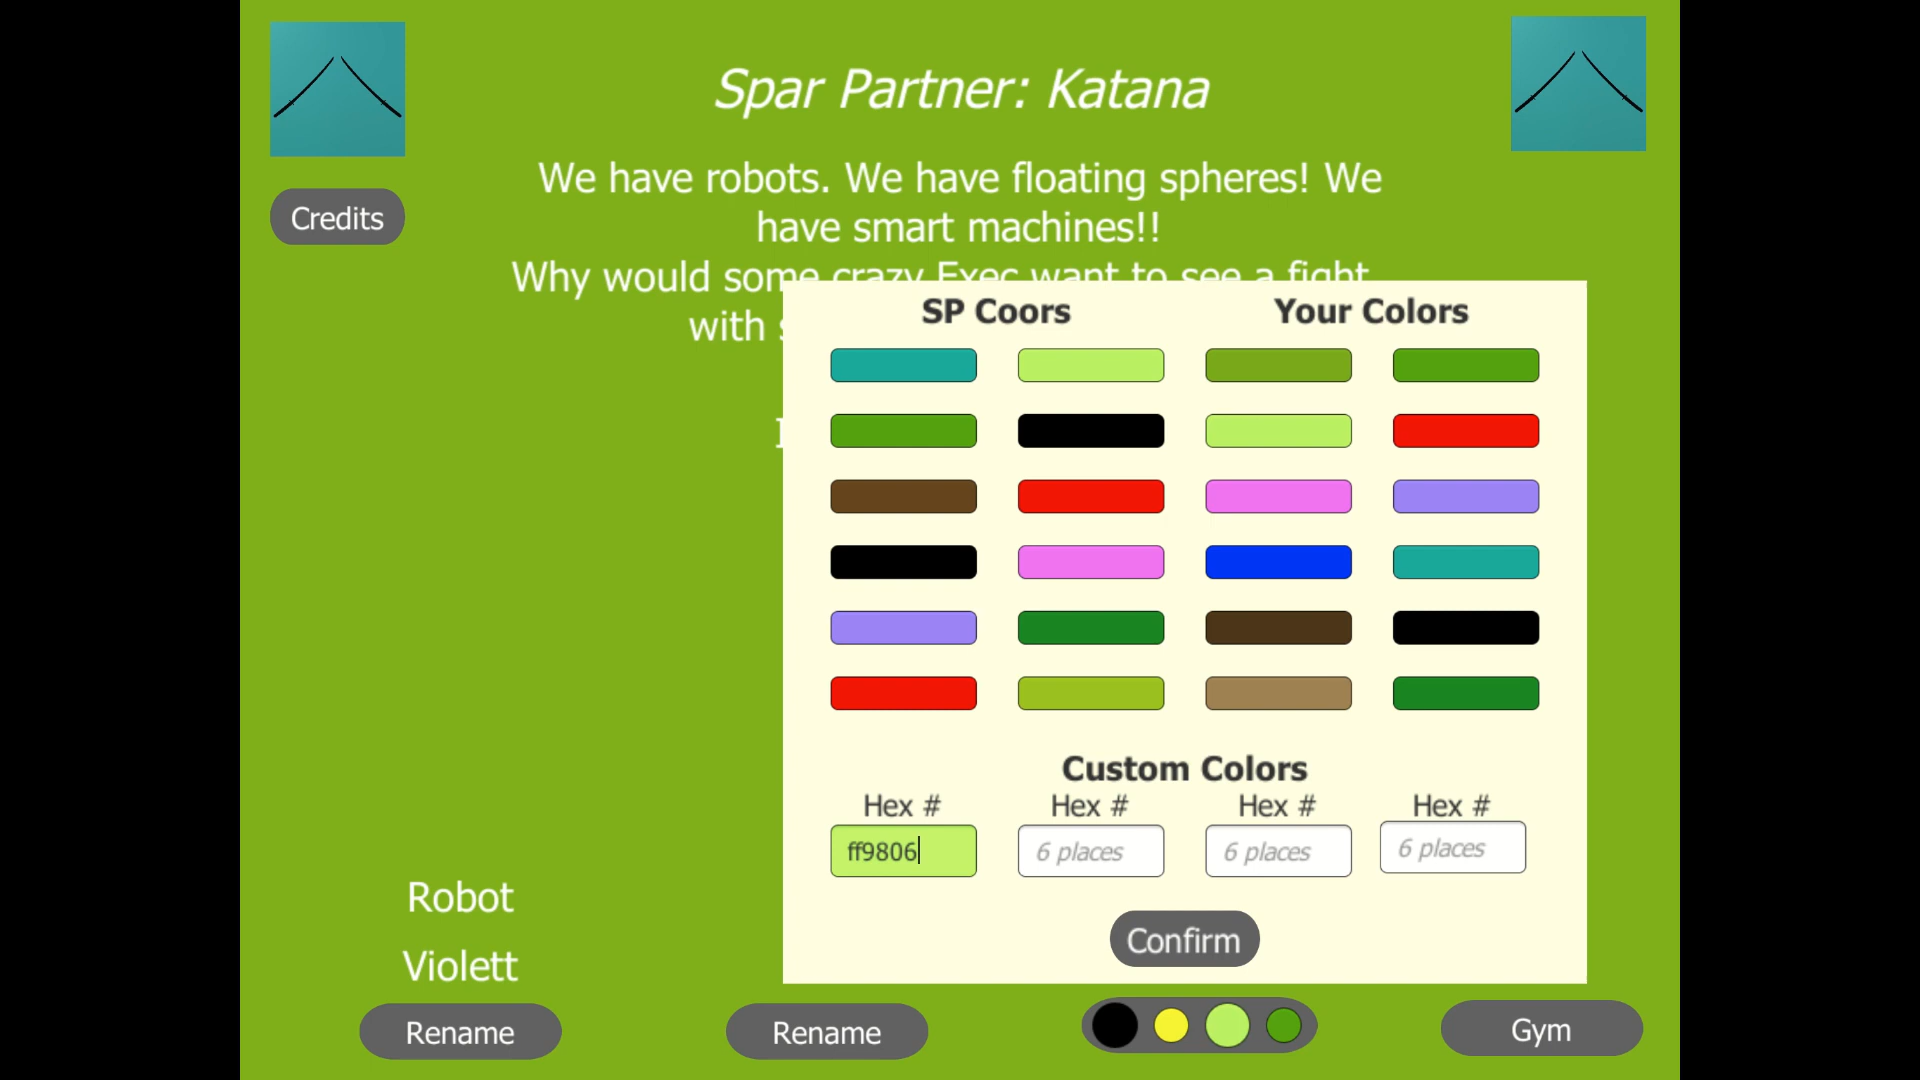 Spar Partner: Katana
We have robots. We have floating spheres! We
have smart machines!!
Why would some crazy Exec want to see a fight
with
Credits
SP Coors
Your Colors
Custom Colors
Hex # Hex # Hex # Hex #
ff9806 6 places 6 places 6 places
Confirm
Robot
Violett
Rename
Rename
Gym